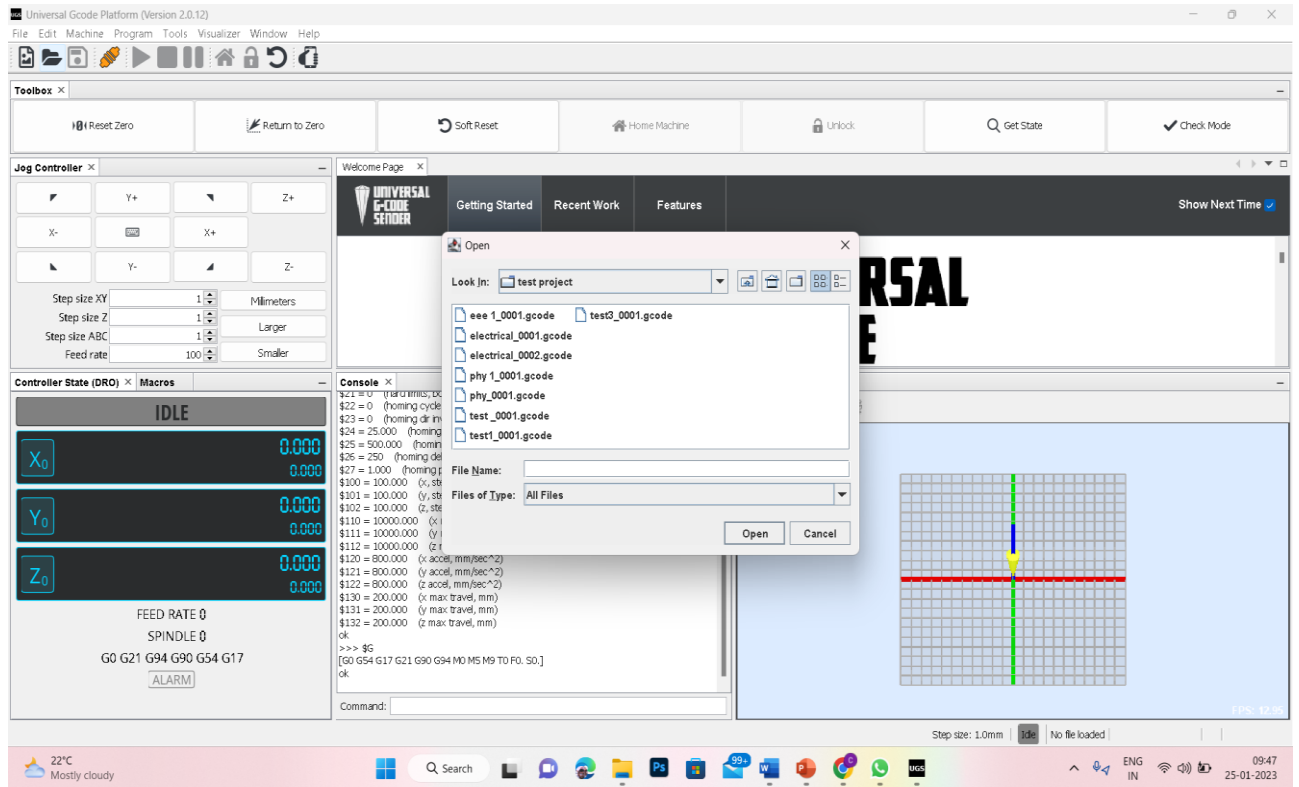 UGS Universal Gcode Platform (Version 2.0.12)
File Edit Machine Program Tools Visualizer Window Help
Toolbox
Reset Zero
Return to Zero
Soft Reset
Home Machine
Unlock
Get State
Check Mode
Jog Controller
Y+
Z+
X-
X+
Y-
Z-
Step size XY 1
Milimeters
Step size Z 1
Larger
Step size ABC 1
Feed rate 100
Smaller
Welcome Page
UNIVERSAL
G-CODE
SENDER
Getting Started Recent Work Features
Show Next Time
RSAL
E
Open
Look In: test project
eee 1_0001.gcode test3_0001.gcode
electrical_0001.gcode
electrical_0002.gcode
phy 1_0001.gcode
phy_0001.gcode
test _0001.gcode
test1_0001.gcode
File Name:
Files of Type: All Files
Open Cancel
Controller State (DRO) Macros
IDLE
X0 0.000
0.000
Y0 0.000
0.000
Z0 0.000
0.000
FEED RATE 0
SPINDLE 0
G0 G21 G94 G90 G54 G17
ALARM
Console
$21 = 0 (hard limits,
$22 = 0 (homing cycle
$23 = 0 (homing dir
$24 = 25.000 (homing
$25 = 500.000
$26 = 250 (homing
$27 = 1.000 (homing
$100 = 100.000 (x,
$101 = 100.000 (y,
$102 = 100.000 (z,
$110 = 10000.000 (x
$111 = 10000.000 (y
$112 = 10000.000 (z
$120 = 800.000 (x accel, mm/sec^2)
$121 = 800.000 (y accel, mm/sec^2)
$122 = 800.000 (z accel, mm/sec^2)
$130 = 200.000 (x max travel, mm)
$131 = 200.000 (y max travel, mm)
$132 = 200.000 (z max travel, mm)
ok
>>> $G
[G0 G54 G17 G21 G90 G94 M0 M5 M9 T0 F0. S0.]
ok
Command:
FPS: 12.95
Step size: 1.0mm Idle No file loaded
22°C
Mostly cloudy
Search
Ps
99+
W
P
C
UGS
ENG
IN
09:47
25-01-2023